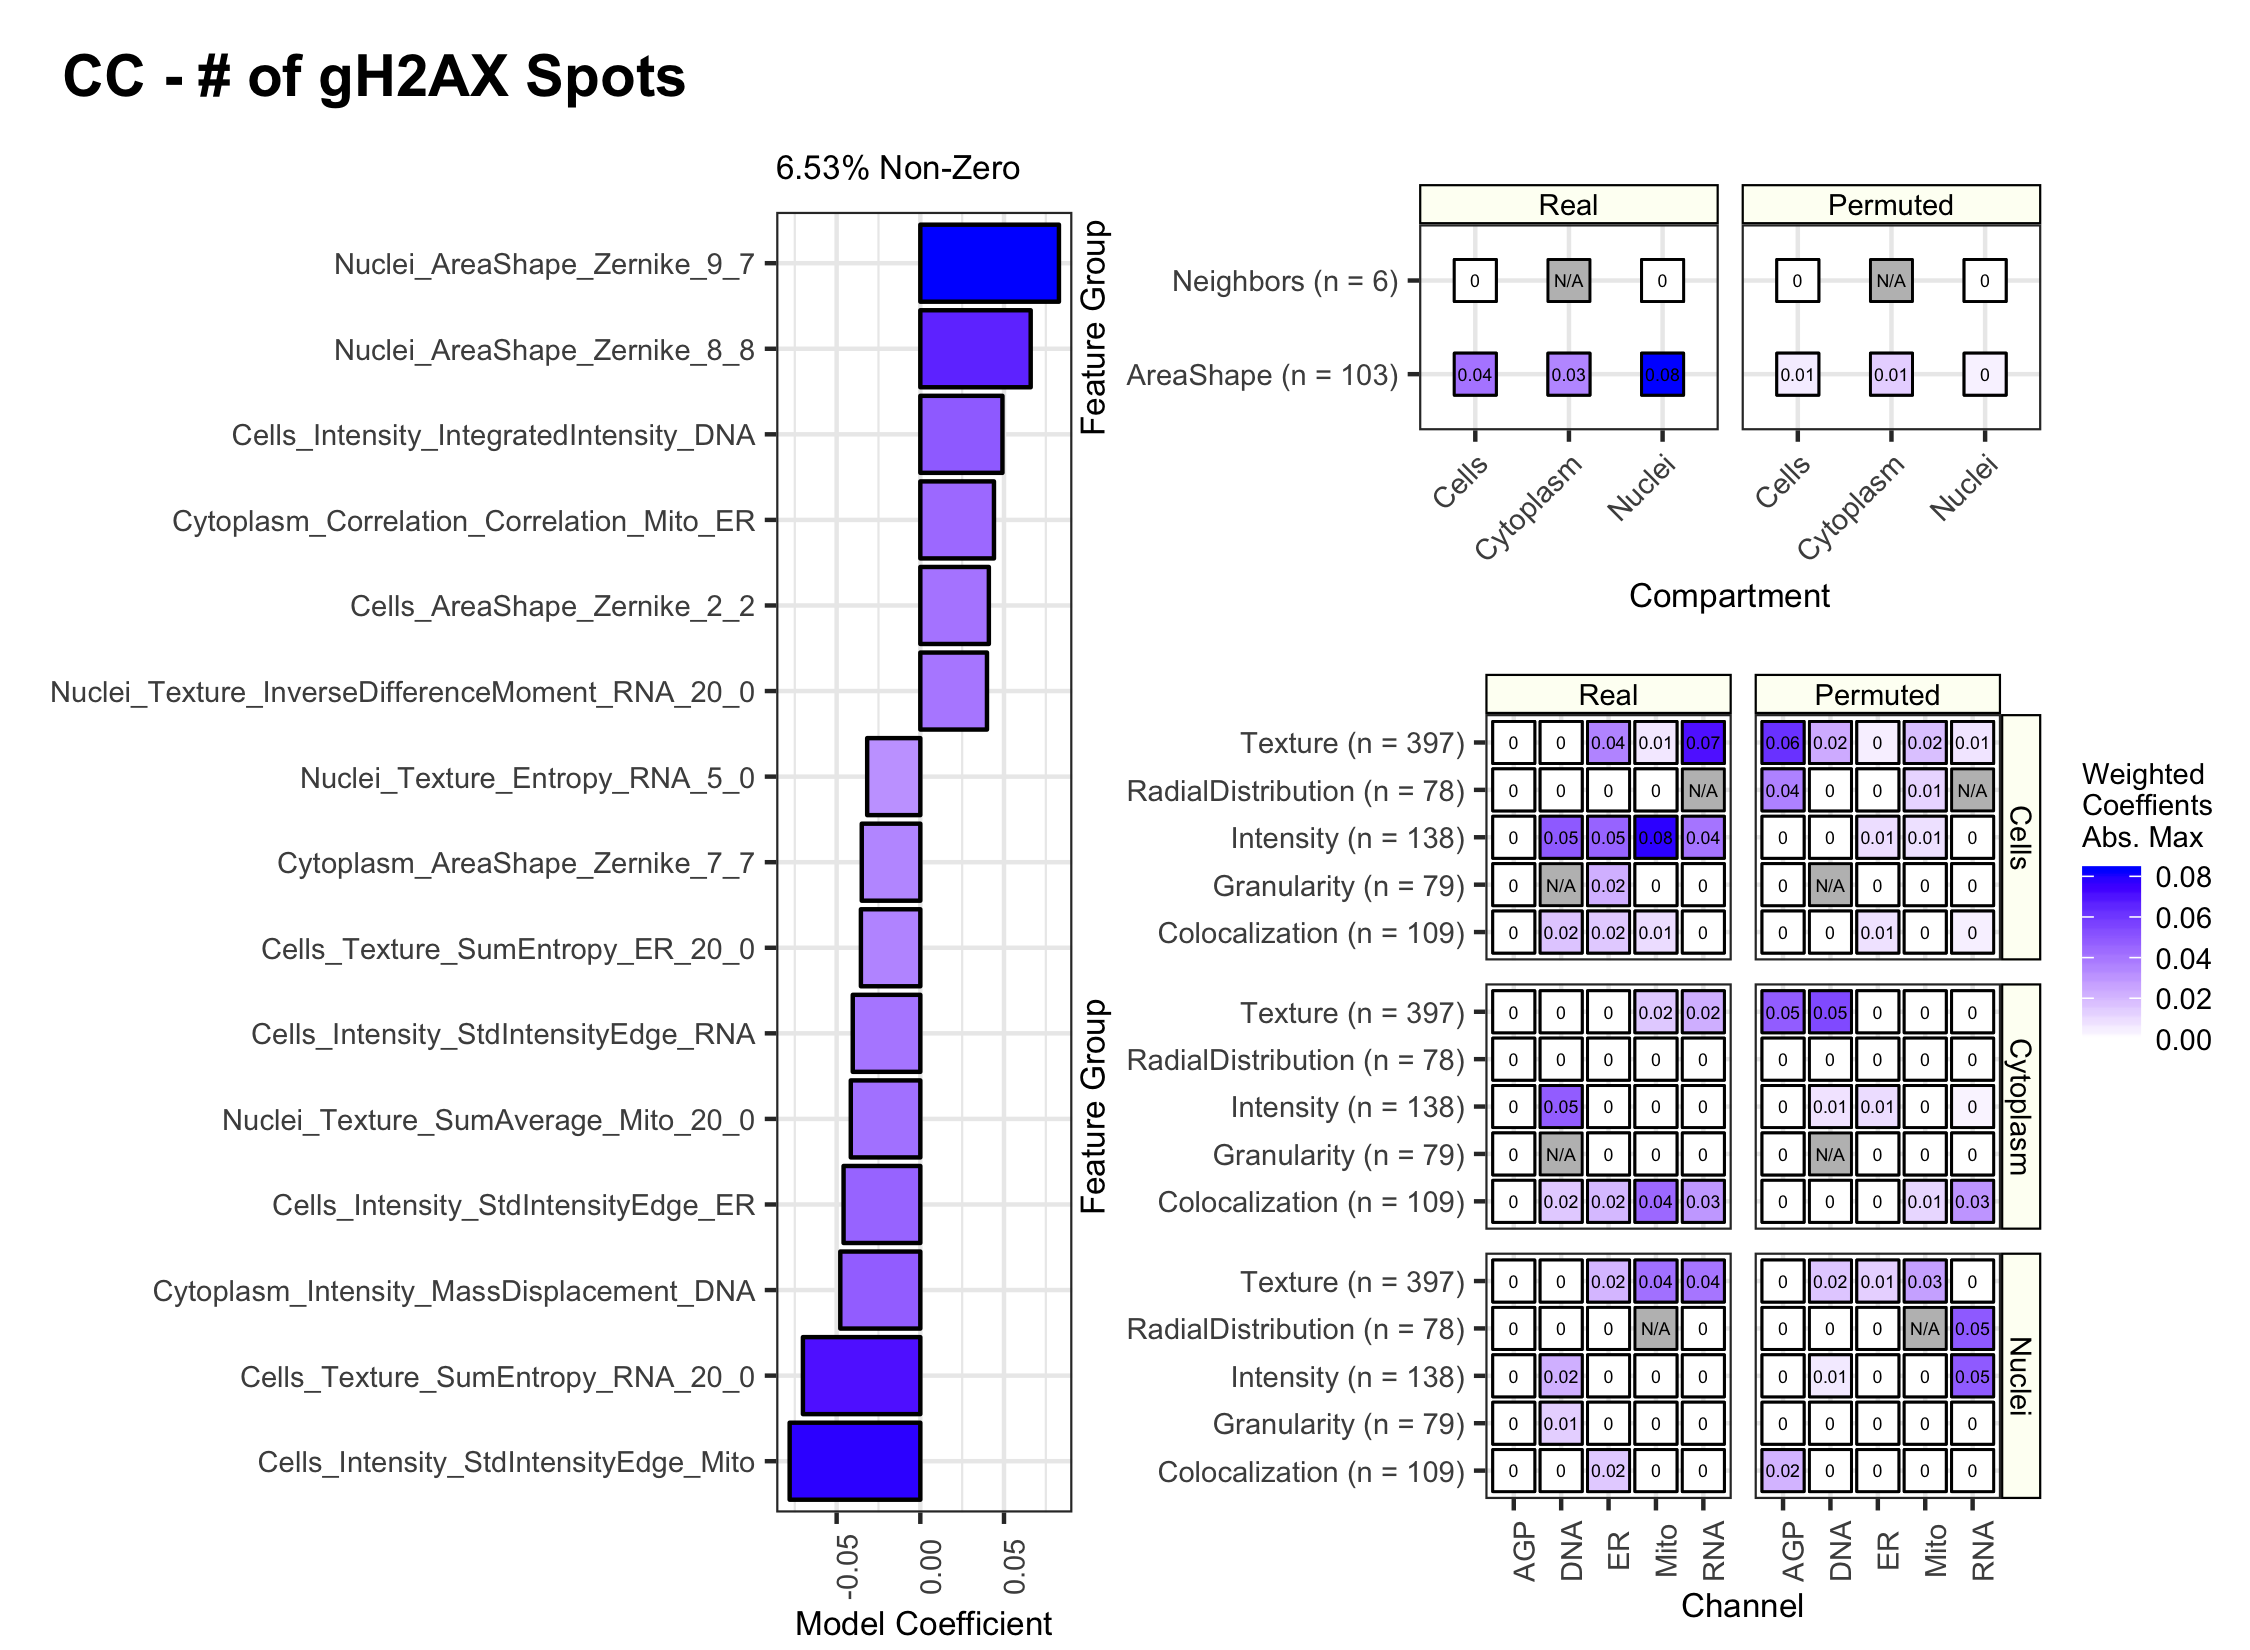 CC - # of gH2AX Spots
6.53% Non-Zero
Nuclei_AreaShape_Zernike_9_7
Nuclei_AreaShape_Zernike_8_8
Cells_Intensity_IntegratedIntensity_DNA
Cytoplasm_Correlation_Correlation_Mito_ER
Cells_AreaShape_Zernike_2_2
Nuclei_Texture_InverseDifferenceMoment_RNA_20_0
Nuclei_Texture_Entropy_RNA_5_0
Cytoplasm_AreaShape_Zernike_7_7
Cells_Texture_SumEntropy_ER_20_0
Cells_Intensity_StdIntensityEdge_RNA
Nuclei_Texture_SumAverage_Mito_20_0
Cells_Intensity_StdIntensityEdge_ER
Cytoplasm_Intensity_MassDisplacement_DNA
Cells_Texture_SumEntropy_RNA_20_0
Cells_Intensity_StdIntensityEdge_Mito
-0.05 0.00 0.05
Model Coefficient
Feature Group
Real Permuted
Neighbors (n = 6) 0 N/A 0 0 N/A 0
AreaShape (n = 103) 0.04 0.03 0.08 0.01 0.01 0
Cells Cytoplasm Nuclei Cells Cytoplasm Nuclei
Compartment
Feature Group
Real Permuted
Texture (n = 397) 0 0 0.04 0.01 0.07 0.06 0.02 0 0.02 0.01
RadialDistribution (n = 78) 0 0 0 0 N/A 0.04 0 0 0.01 N/A
Intensity (n = 138) 0 0.05 0.05 0.08 0.04 0 0 0.01 0.01 0
Granularity (n = 79) 0 N/A 0.02 0 0 0 N/A 0 0 0
Colocalization (n = 109) 0 0.02 0.02 0.01 0 0 0 0.01 0 0
Cells
Texture (n = 397) 0 0 0 0.02 0.02 0.05 0.05 0 0 0
RadialDistribution (n = 78) 0 0 0 0 0 0 0 0 0 0
Intensity (n = 138) 0 0.05 0 0 0 0 0.01 0.01 0 0
Granularity (n = 79) 0 N/A 0 0 0 0 N/A 0 0 0
Colocalization (n = 109) 0 0.02 0.02 0.04 0.03 0 0 0 0.01 0.03
Cytoplasm
Texture (n = 397) 0 0 0.02 0.04 0.04 0 0.02 0.01 0.03 0
RadialDistribution (n = 78) 0 0 0 N/A 0 0 0 0 N/A 0.05
Intensity (n = 138) 0 0.02 0 0 0 0 0.01 0 0 0.05
Granularity (n = 79) 0 0.01 0 0 0 0 0 0 0 0
Colocalization (n = 109) 0 0 0.02 0 0 0.02 0 0 0 0
Nuclei
AGP DNA ER Mito RNA AGP DNA ER Mito RNA
Channel
Weighted
Coeffients
Abs. Max
0.08
0.06
0.04
0.02
0.00